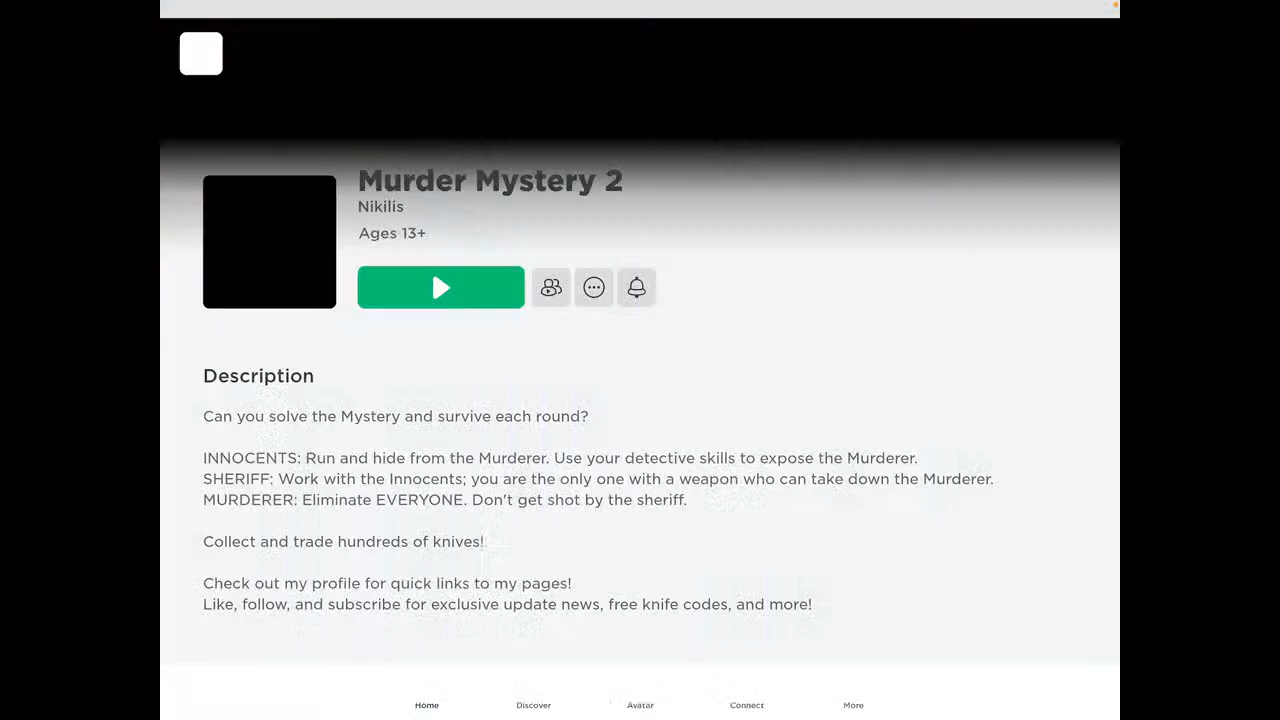 Murder Mystery 2
Nikilis
Ages 13+
Description
Can you solve the Mystery and survive each round?
INNOCENTS: Run and hide from the Murderer. Use your detective skills to expose the Murderer.
SHERIFF: Work with the Innocents; you are the only one with a weapon who can take down the Murderer.
MURDERER: Eliminate EVERYONE. Don't get shot by the sheriff.
Collect and trade hundreds of knives!
Check out my profile for quick links to my pages!
Like, follow, and subscribe for exclusive update news, free knife codes, and more!
Home Discover Avatar Connect More